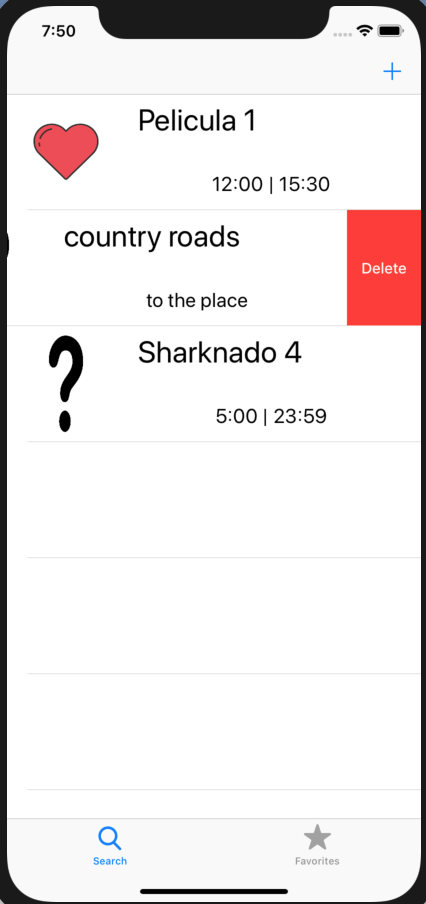 7:50
Pelicula 1
12:00 | 15:30
country roads
Delete
to the place
?
Sharknado 4
5:00 | 23:59
Search
Favorites